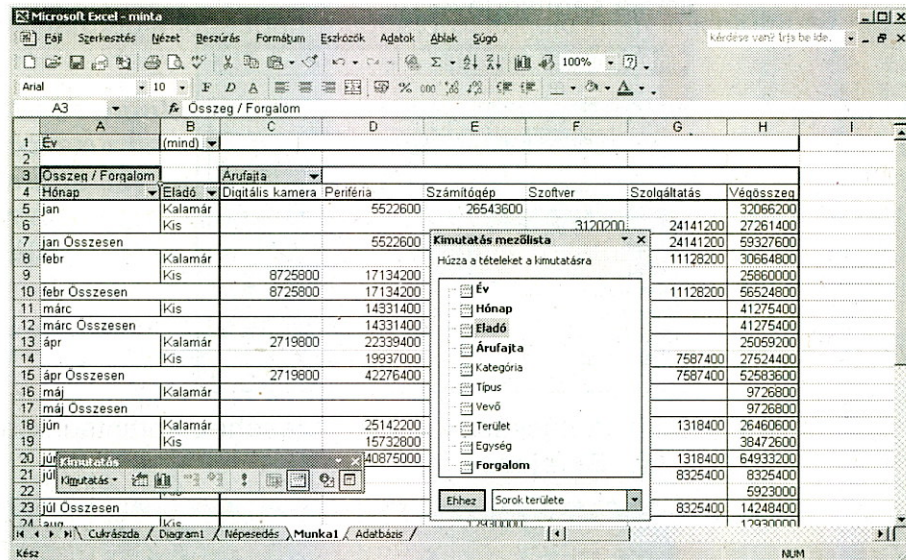 Microsoft Excel - minta
Fájl Szerkesztés Nézet Beszúrás Formátum Eszközök Adatok Ablak Súgó Kérdése van? Írja be ide.
100%
Arial 10 F D A % 000
A3 fx Összeg / Forgalom
A B C D E F G H I
1 Év (mind)
2
3 Összeg / Forgalom Árufajta
4 Hónap Eladó Digitális kamera Periféria Számítógép Szoftver Szolgáltatás Végösszeg
5 jan Kalamár 5522600 26543600 32066200
6 Kis 3120200 24141200 27261400
7 jan Összesen 5522600 24141200 59327600
8 febr Kalamár 11128200 30664800
9 Kis 8725800 17134200 25860000
10 febr Összesen 8725800 17134200 11128200 56524800
11 márc Kis 14331400 41275400
12 márc Összesen 14331400 41275400
13 ápr Kalamár 2719800 22339400 25059200
14 Kis 19937000 7587400 27524400
15 ápr Összesen 2719800 42276400 7587400 52583600
16 máj Kalamár 9726800
17 máj Összesen 9726800
18 jún Kalamár 25142200 1318400 26460600
19 Kis 15732800 38472600
20 jún 40875000 1318400 64933200
21 júl 8325400 8325400
22 5923000
23 júl Összesen 8325400 14248400
24 aug Kis 12930000 12930000
Kimutatás mezőlista
Húzza a tételeket a kimutatásra
Év
Hónap
Eladó
Árufajta
Kategória
Típus
Vevő
Terület
Egység
Forgalom
Ehhez Sorok területe
Kimutatás
Kimutatás
Cukrászda Diagram1 Népesedés Munka1 Adatbázis
Kész NUM